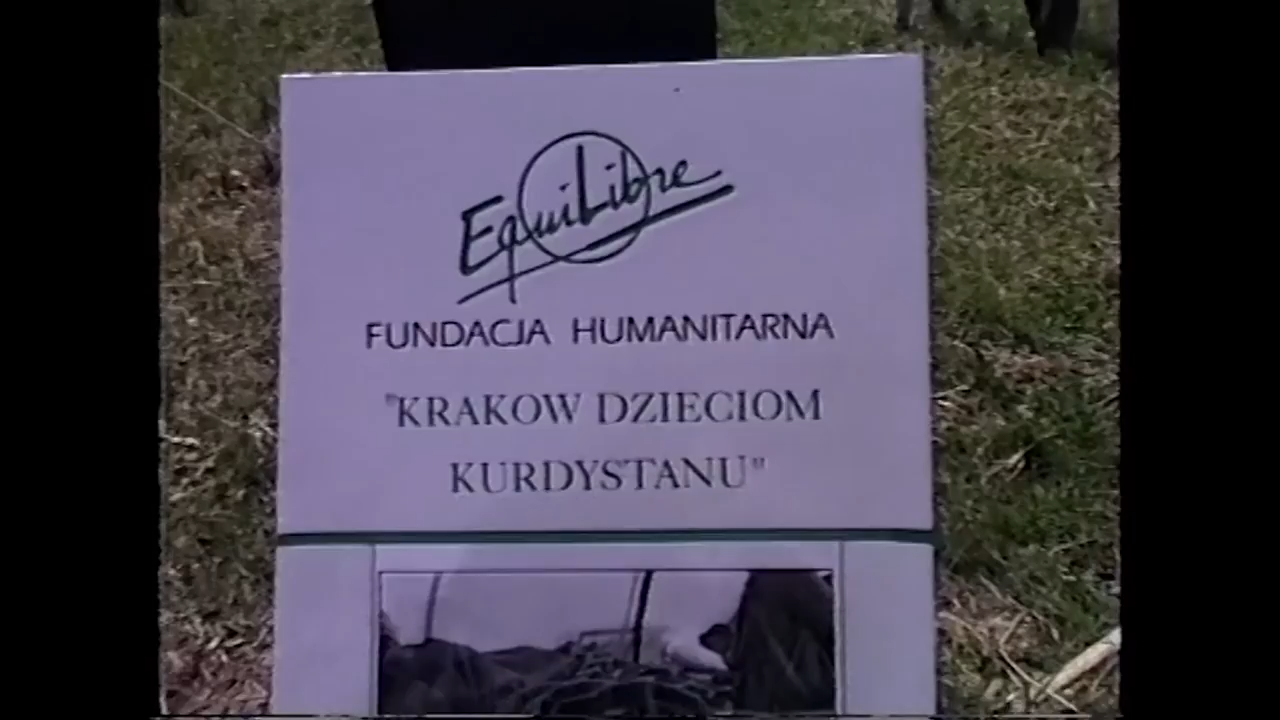 EquiLibre
FUNDACJA HUMANITARNA
"KRAKOW DZIECIOM
KURDYSTANU"